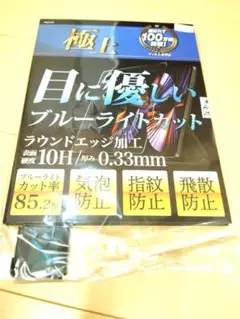 極上
100万枚
目に優しい
ブルーライトカット
ラウンドエッジ加工
表面硬度10H/厚み0.33mm
ブルーライトカット率85.2%
気泡防止
指紋防止
飛散防止